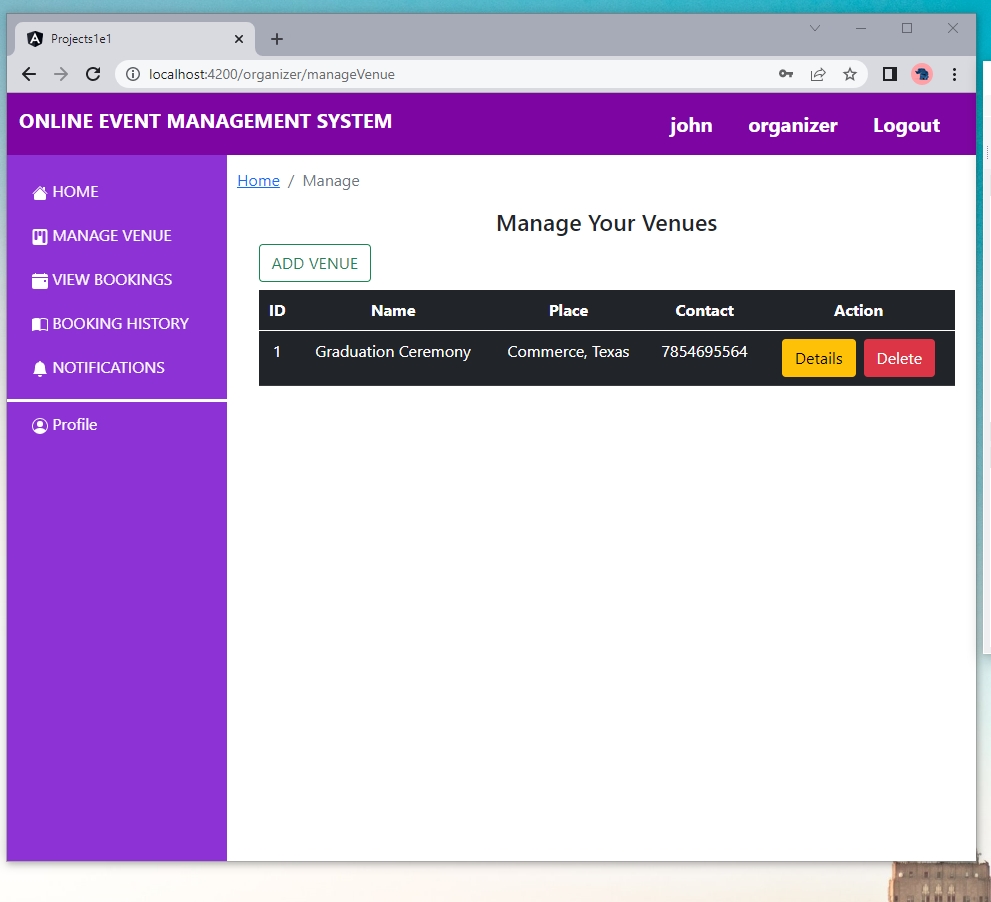 Projects1e1
localhost:4200/organizer/manageVenue
ONLINE EVENT MANAGEMENT SYSTEM
john organizer Logout
HOME
MANAGE VENUE
VIEW BOOKINGS
BOOKING HISTORY
NOTIFICATIONS
Profile
Home / Manage
Manage Your Venues
ADD VENUE
ID Name Place Contact Action
1 Graduation Ceremony Commerce, Texas 7854695564 Details Delete